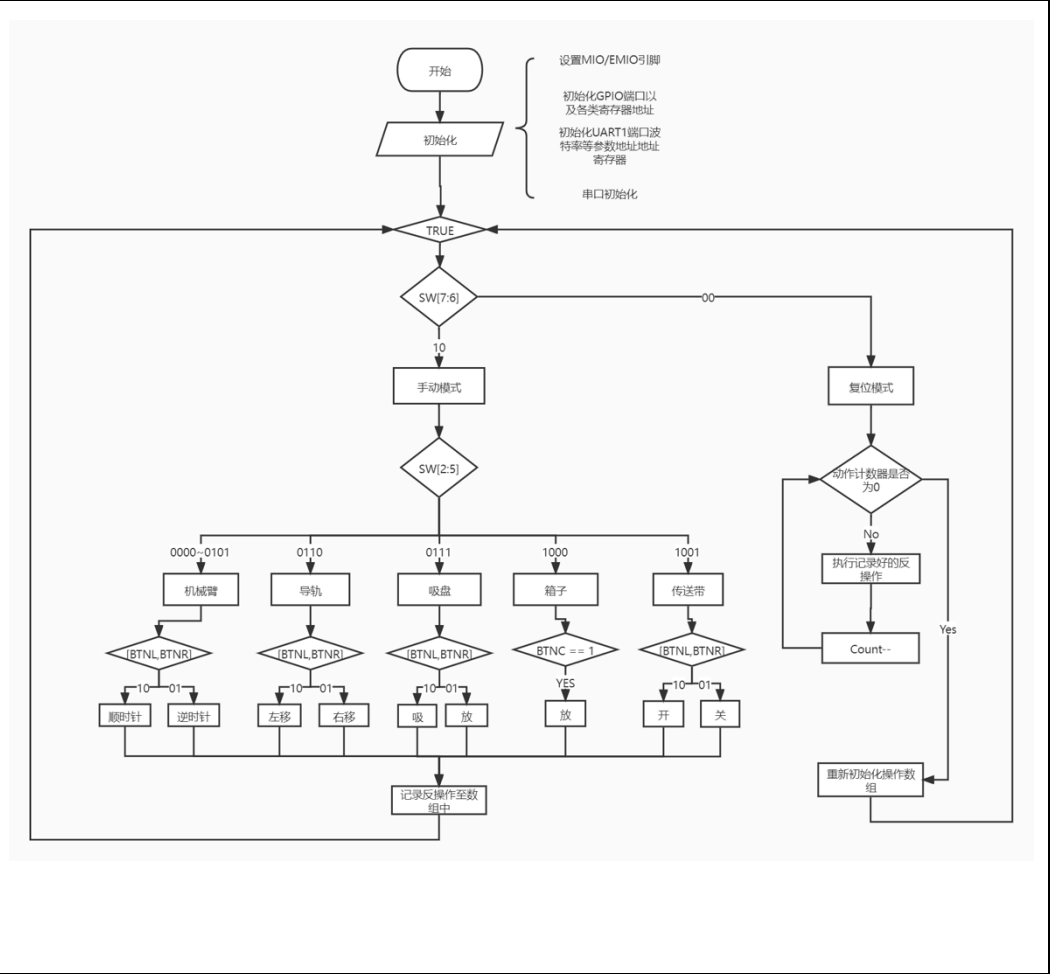 开始
设置MIO/EMIO引脚
初始化GPIO端口以
及各类寄存器地址
初始化
初始化UART1端口波
特率等参数地址地址
寄存器
串口初始化
TRUE
SW[7:6]
00
10
手动模式
复位模式
SW[2:5]
动作计数器是否
为0
No
0000~0101
0110
0111
1000
1001
执行记录好的反
操作
机械臂
导轨
吸盘
箱子
传送带
Yes
[BTNL,BTNR]
[BTNL,BTNR]
[BTNL,BTNR]
BTNC == 1
[BTNL,BTNR]
Count--
YES
10
01
10
01
10
01
10
01
顺时针
逆时针
左移
右移
吸
放
放
开
关
重新初始化操作数
组
记录反操作至数
组中